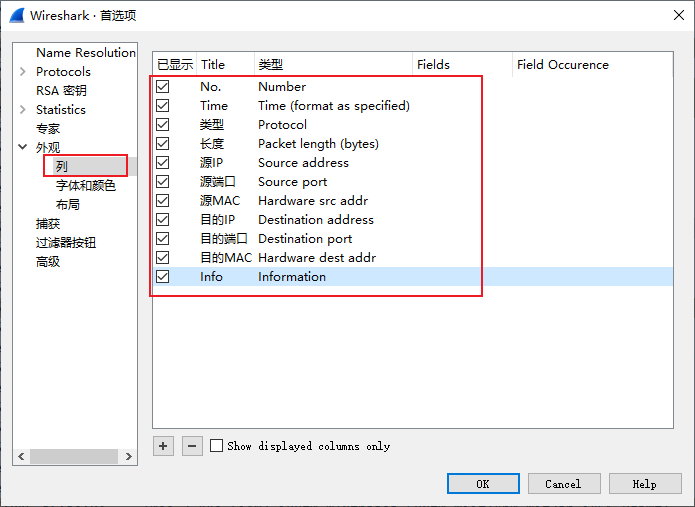 Wireshark · 首选项
Name Resolution
Protocols
RSA 密钥
Statistics
专家
外观
列
字体和颜色
布局
捕获
过滤器按钮
高级
已显示 Title 类型 Fields Field Occurence
No. Number
Time Time (format as specified)
类型 Protocol
长度 Packet length (bytes)
源IP Source address
源端口 Source port
源MAC Hardware src addr
目的IP Destination address
目的端口 Destination port
目的MAC Hardware dest addr
Info Information
Show displayed columns only
OK Cancel Help